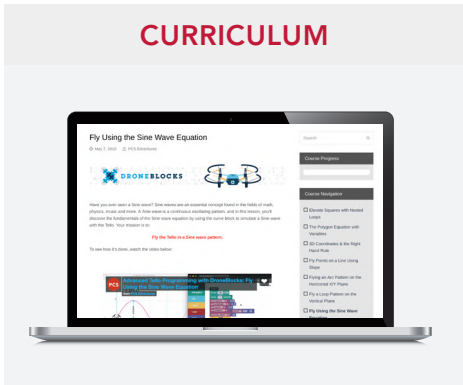 CURRICULUM
Fly Using the Sine Wave Equation
May 7, 2019 PCS Edventures
DRONEBLOCKS
Have you ever seen a Sine wave? Sine waves are an essential concept found in the fields of math,
physics, music and more. A Sine wave is a continuous oscillating pattern, and in this lesson, you'll
discover the fundamentals of the Sine wave equation by using the curve block to simulate a Sine wave
with the Tello. Your mission is to:
Fly the Tello in a Sine wave pattern.
To see how it's done, watch the video below:
PCS
Advanced Tello Programming with DroneBlocks: Fly
Using the Sine Wave Equation
Search
Course Progress
Course Navigation
Elevate Squares with Nested
Loops
The Polygon Equation with
Variables
3D Coordinates & the Right
Hand Rule
Fly Points on a Line Using
Slope
Flying an Arc Pattern on the
Horizontal X/Y Plane
Fly a Loop Pattern on the
Vertical Plane
Fly Using the Sine Wave
Equation